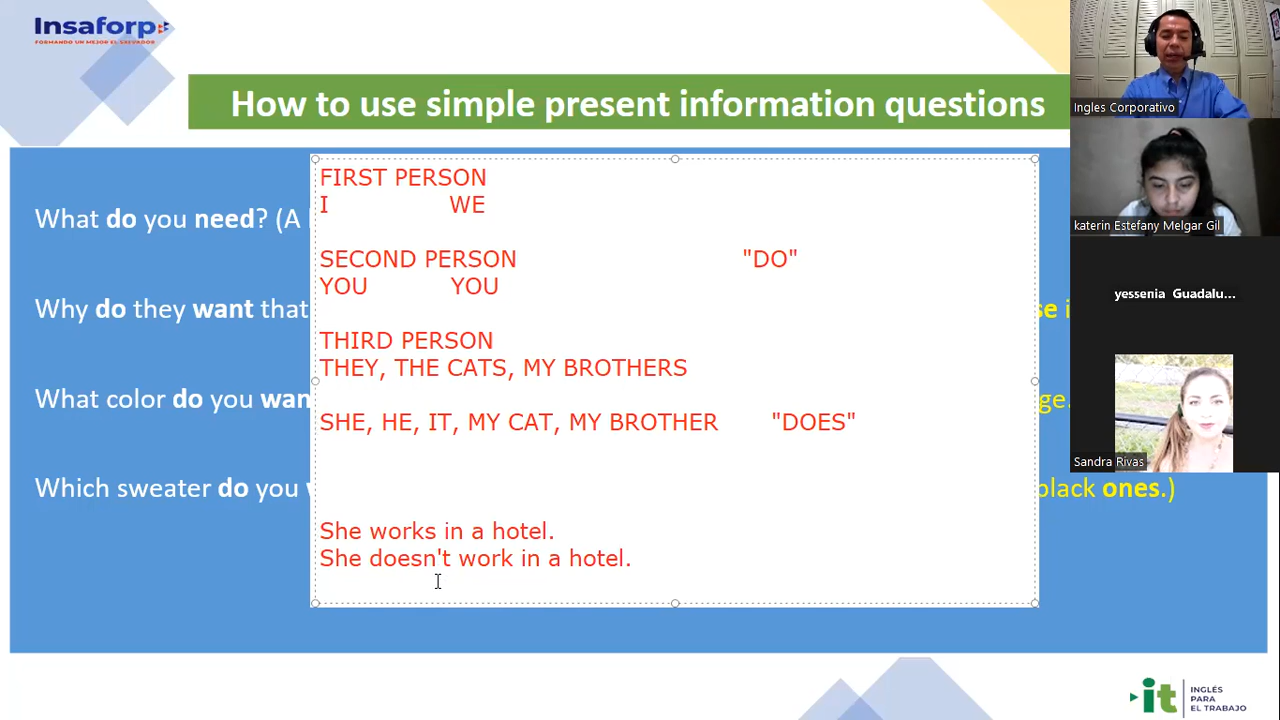 Insaforp
FORMANDO UN MEJOR EL SALVADOR
How to use simple present information questions
What do you need? (A
Why do they want that
What color do you wan
Which sweater do you
se i
ge.
black ones.)
FIRST PERSON
I WE
SECOND PERSON "DO"
YOU YOU
THIRD PERSON
THEY, THE CATS, MY BROTHERS
SHE, HE, IT, MY CAT, MY BROTHER "DOES"
She works in a hotel.
She doesn't work in a hotel.
Ingles Corporativo
katerin Estefany Melgar Gil
yessenia Guadalu...
Sandra Rivas
it
INGLÉS
PARA
EL TRABAJO